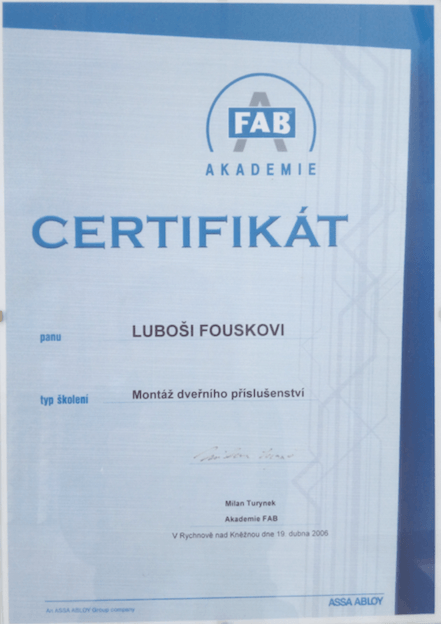 FAB
AKADEMIE
CERTIFIKÁT
panu LUBOŠI FOUSKOVI
typ školení Montáž dveřního příslušenství
Milan Turynek
Akademie FAB
V Rychnově nad Kněžnou dne 19. dubna 2006
An ASSA ABLOY Group company
ASSA ABLOY